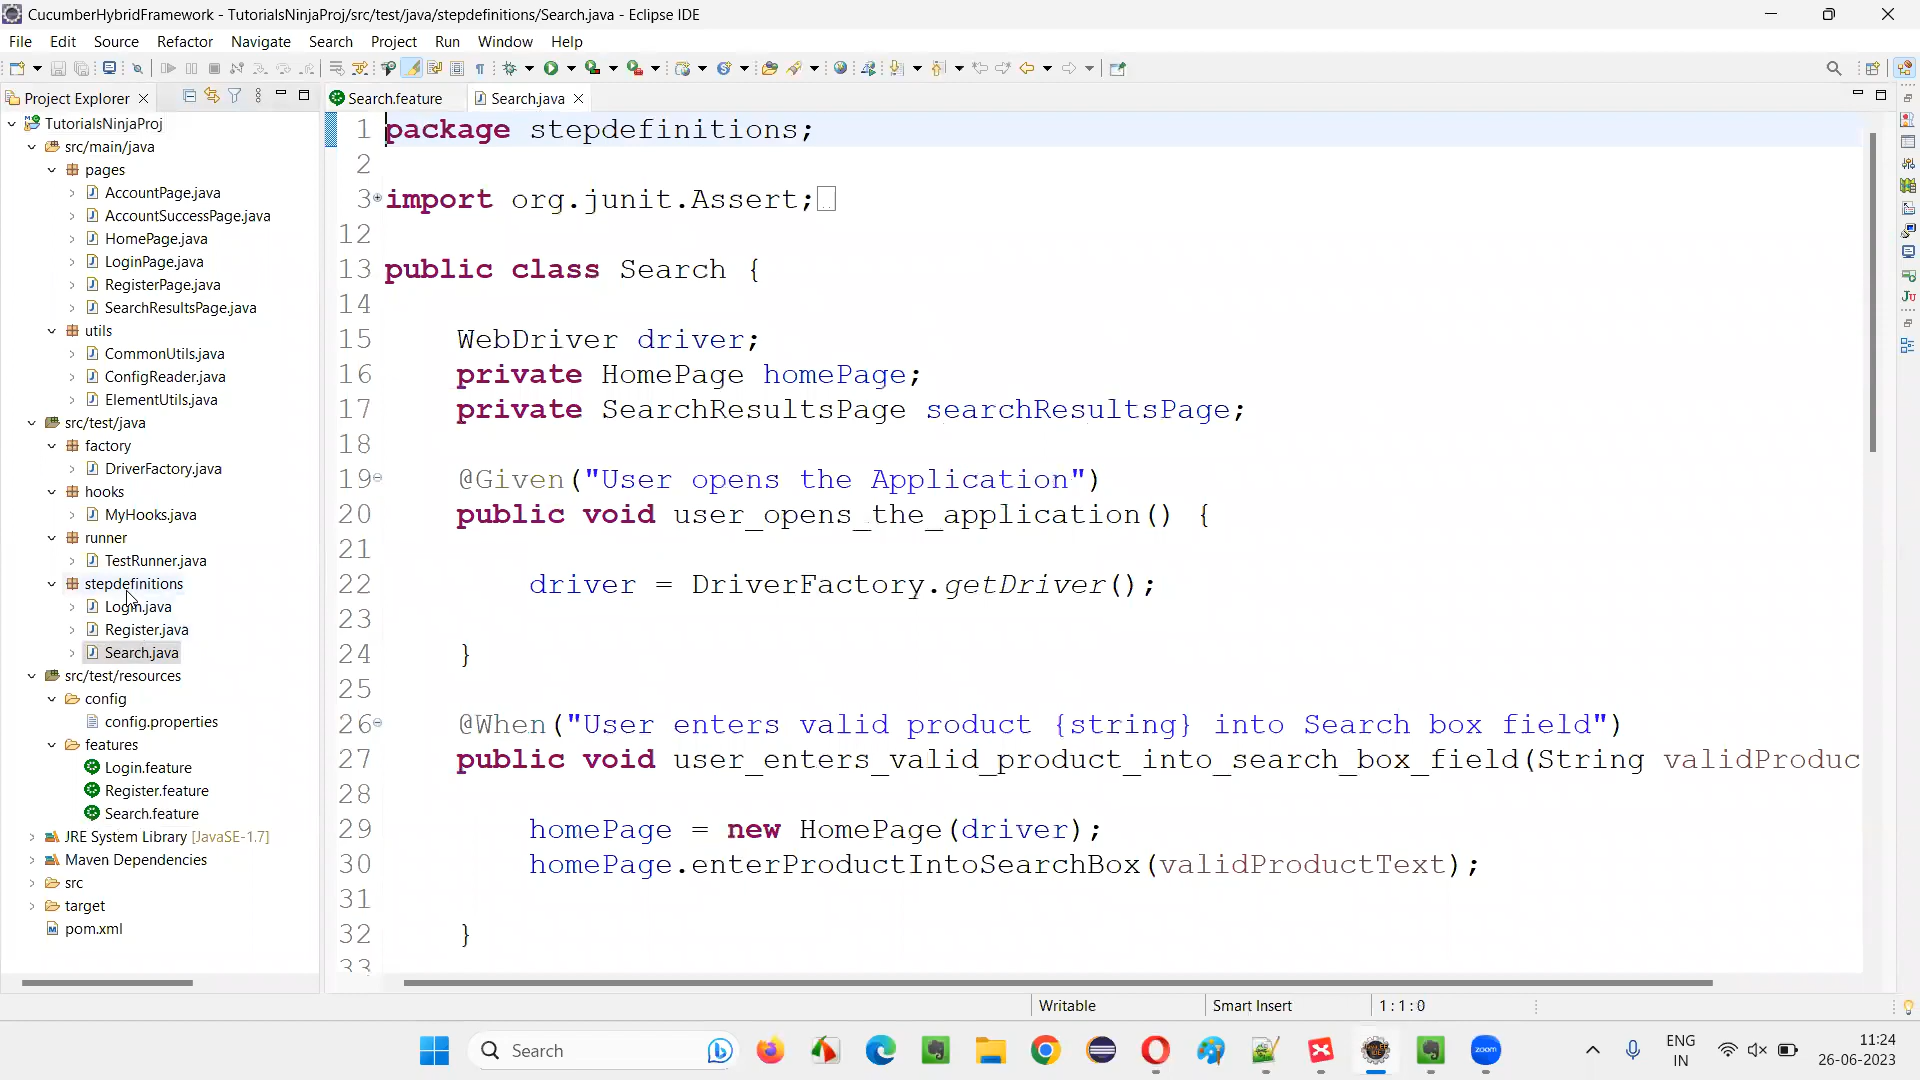 CucumberHybridFramework - TutorialsNinjaProj/src/test/java/stepdefinitions/Search.java - Eclipse IDE
File Edit Source Refactor Navigate Search Project Run Window Help
Project Explorer
Search.feature
Search.java
TutorialsNinjaProj
src/main/java
pages
AccountPage.java
AccountSuccessPage.java
HomePage.java
LoginPage.java
RegisterPage.java
SearchResultsPage.java
utils
CommonUtils.java
ConfigReader.java
ElementUtils.java
src/test/java
factory
DriverFactory.java
hooks
MyHooks.java
runner
TestRunner.java
stepdefinitions
Login.java
Register.java
Search.java
src/test/resources
config
config.properties
features
Login.feature
Register.feature
Search.feature
JRE System Library [JavaSE-1.7]
Maven Dependencies
src
target
pom.xml
1 package stepdefinitions;
2
3 import org.junit.Assert;
12
13 public class Search {
14
15 WebDriver driver;
16 private HomePage homePage;
17 private SearchResultsPage searchResultsPage;
18
19 @Given("User opens the Application")
20 public void user_opens_the_application() {
21
22 driver = DriverFactory.getDriver();
23
24 }
25
26 @When("User enters valid product {string} into Search box field")
27 public void user_enters_valid_product_into_search_box_field(String validProduc
28
29 homePage = new HomePage(driver);
30 homePage.enterProductIntoSearchBox(validProductText);
31
32 }
33
Writable
Smart Insert
1 : 1 : 0
Search
zoom
ENG
IN
11:24
26-06-2023